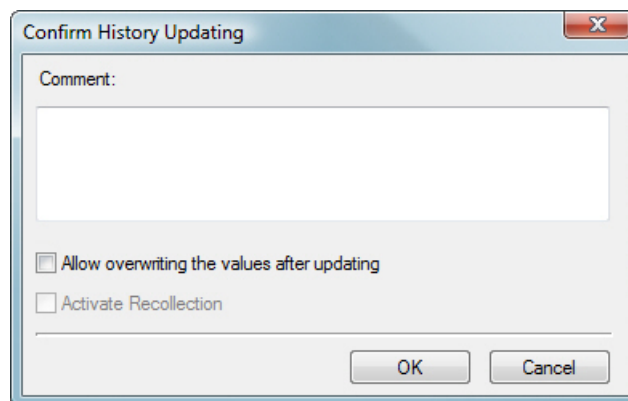 Confirm History Updating
Comment:
Allow overwriting the values after updating
Activate Recollection
OK Cancel